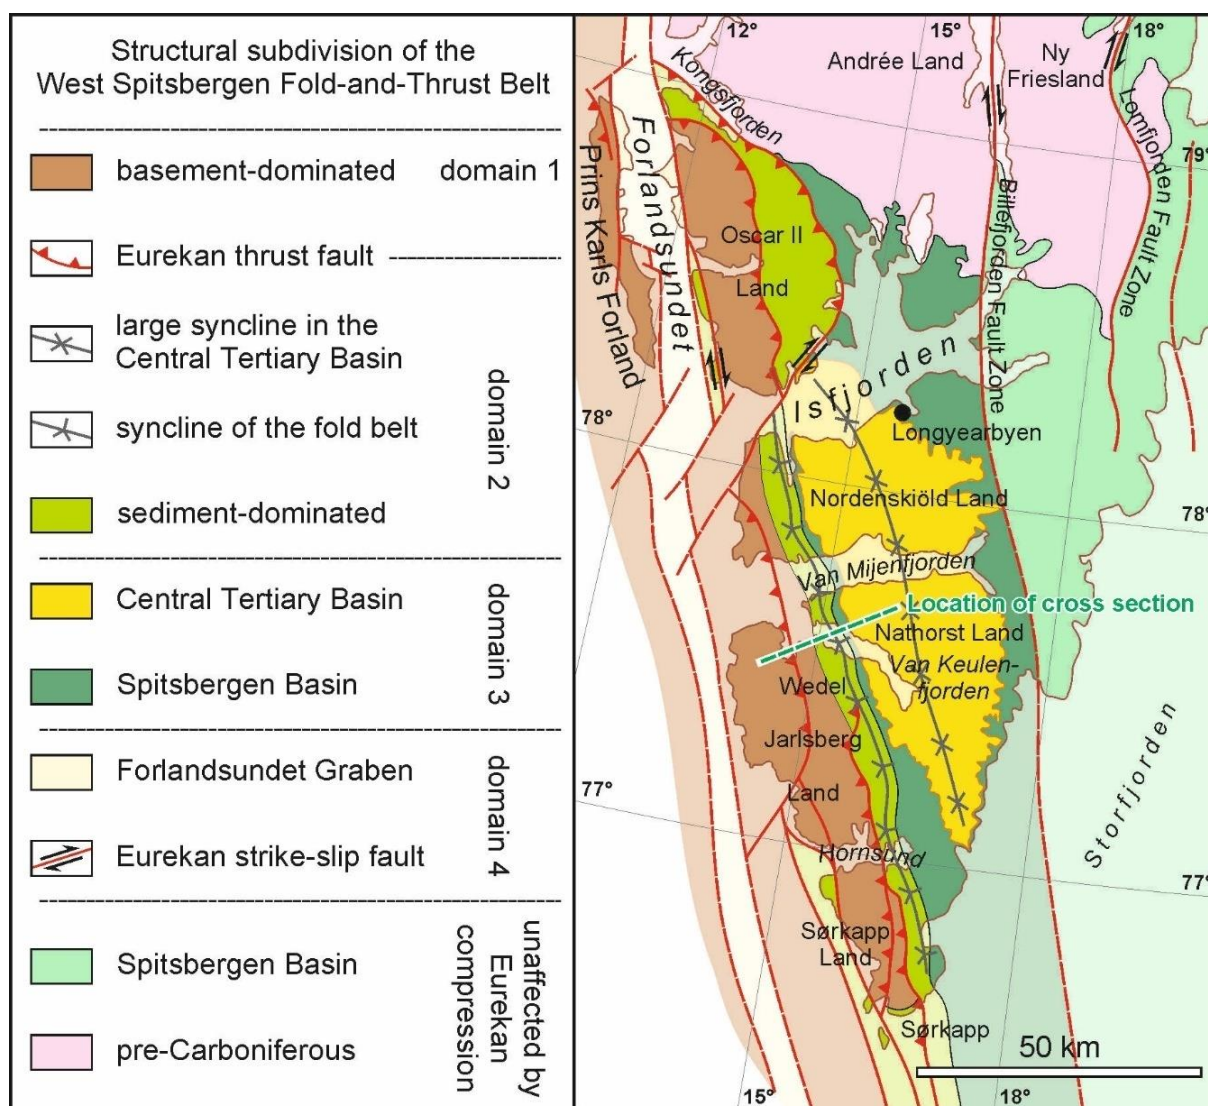 Structural subdivision of the
West Spitsbergen Fold-and-Thrust Belt
basement-dominated
domain 1
Eurekan thrust fault
large syncline in the
Central Tertiary Basin
syncline of the fold belt
sediment-dominated
domain 2
Central Tertiary Basin
Spitsbergen Basin
domain 3
Forlandsundet Graben
Eurekan strike-slip fault
domain 4
Spitsbergen Basin
pre-Carboniferous
unaffected by
Eurekan
compression
12°
15°
18°
Kongsfjorden
Andrée Land
Ny
Friesland
Lomfjorden Fault Zone
79°
Prins Karls Forland
Forlandsundet
Billefjorden Fault Zone
Oscar II
Land
Isfjorden
78°
Longyearbyen
Nordenskiöld Land
78°
Van Mijenfjorden
Location of cross section
Nathorst Land
Van Keulen-
fjorden
Wedel
Jarlsberg
Land
Storfjorden
77°
Hornsund
77°
Sørkapp
Land
Sørkapp
50 km
15°
18°